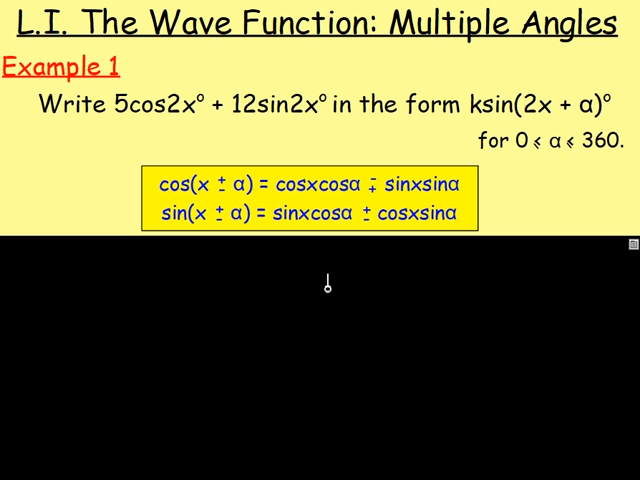 L.I. The Wave Function: Multiple Angles
Example 1
Write 5cos2x° + 12sin2x° in the form ksin(2x + α)°
for 0 ≤ α ≤ 360.
cos(x ± α) = cosxcosα ∓ sinxsinα
sin(x ± α) = sinxcosα ± cosxsinα